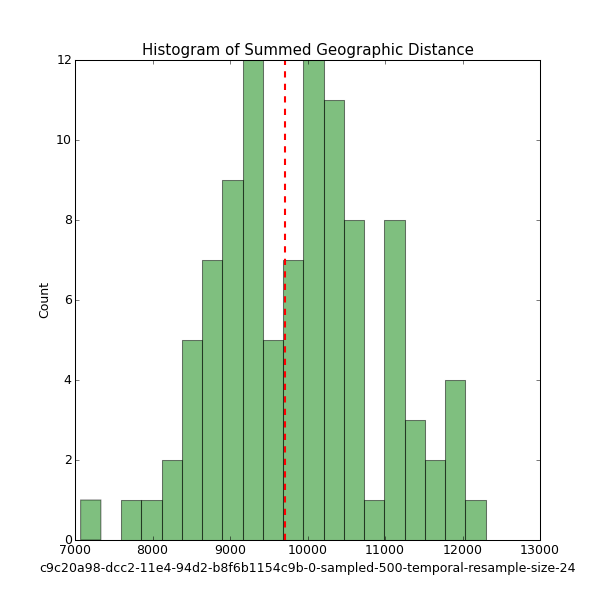 Histogram of Summed Geographic Distance
12
10
8
6
4
2
0
Count
7000 8000 9000 10000 11000 12000 13000
c9c20a98-dcc2-11e4-94d2-b8f6b1154c9b-0-sampled-500-temporal-resample-size-24